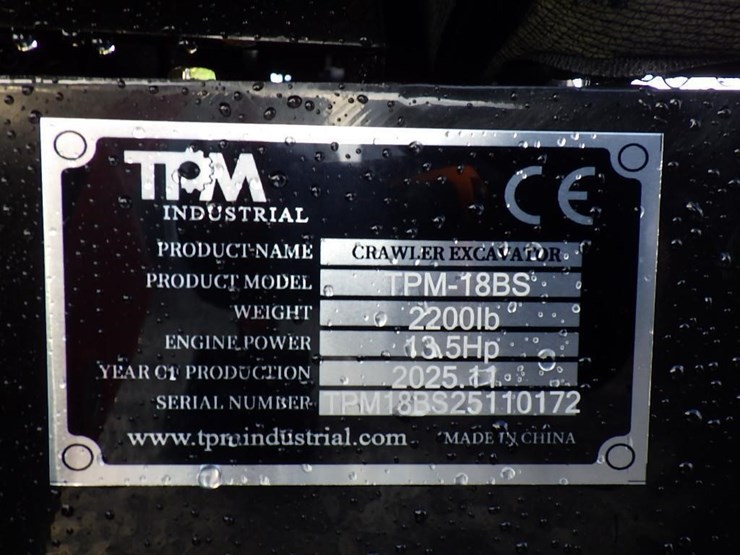 TPM
INDUSTRIAL
CE
PRODUCT-NAME CRAWLER EXCAVATOR
PRODUCT MODEL TPM-18BS
WEIGHT 2200lb
ENGINE POWER 13.5Hp
YEAR OF PRODUCTION 2025.11
SERIAL NUMBER TPM18BS25110172
www.tpmindustrial.com MADE IN CHINA